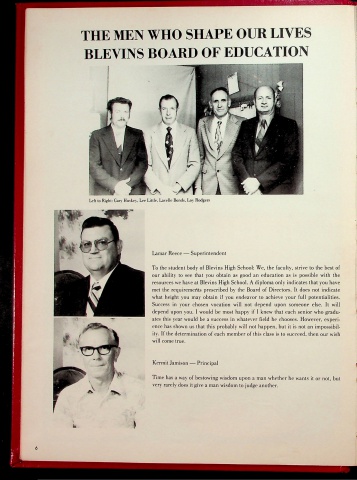 THE MEN WHO SHAPE OUR LIVES
BLEVINS BOARD OF EDUCATION
Left to Right: Gary Huskey, Lee Little, Lavelle Bonds, Loy Rodgers
Lamar Reece — Superintendent
To the student body of Blevins High School: We, the faculty, strive to the best of
our ability to see that you obtain as good an education as is possible with the
resources we have at Blevins High School. A diploma only indicates that you have
met the requirements prescribed by the Board of Directors. It does not indicate
what height you may obtain if you endeavor to achieve your full potentialities.
Success in your chosen vocation will not depend upon someone else. It will
depend upon you. I would be most happy if I knew that each senior who gradu-
ates this year would be a success in whatever field he chooses. However, experi-
ence has shown us that this probably will not happen, but it is not an impossibil-
ity. If the determination of each member of this class is to succeed, then our wish
will come true.
Kermit Jamison — Principal
Time has a way of bestowing wisdom upon a man whether he wants it or not, but
very rarely does it give a man wisdom to judge another.
6